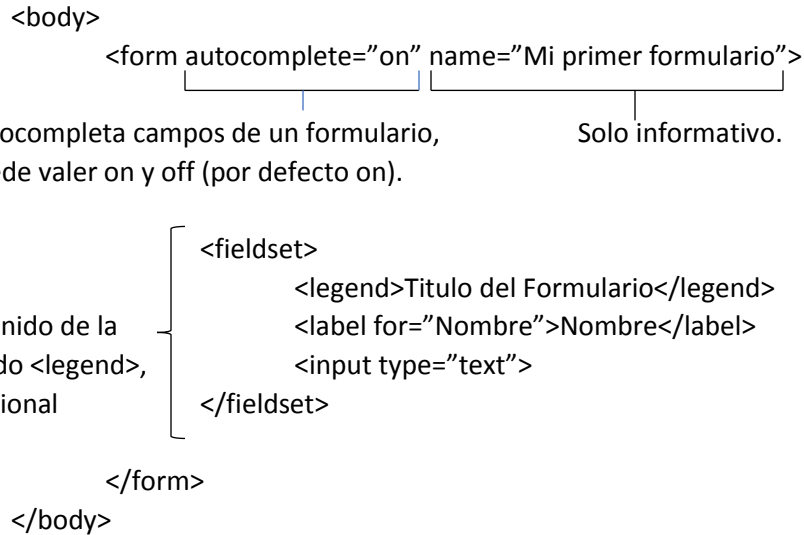 <body>
<form autocomplete=”on” name=”Mi primer formulario”>
ocompleta campos de un formulario, Solo informativo.
de valer on y off (por defecto on).
<fieldset>
<legend>Titulo del Formulario</legend>
nido de la <label for=”Nombre”>Nombre</label>
do <legend>, <input type=”text”>
ional </fieldset>
</form>
</body>